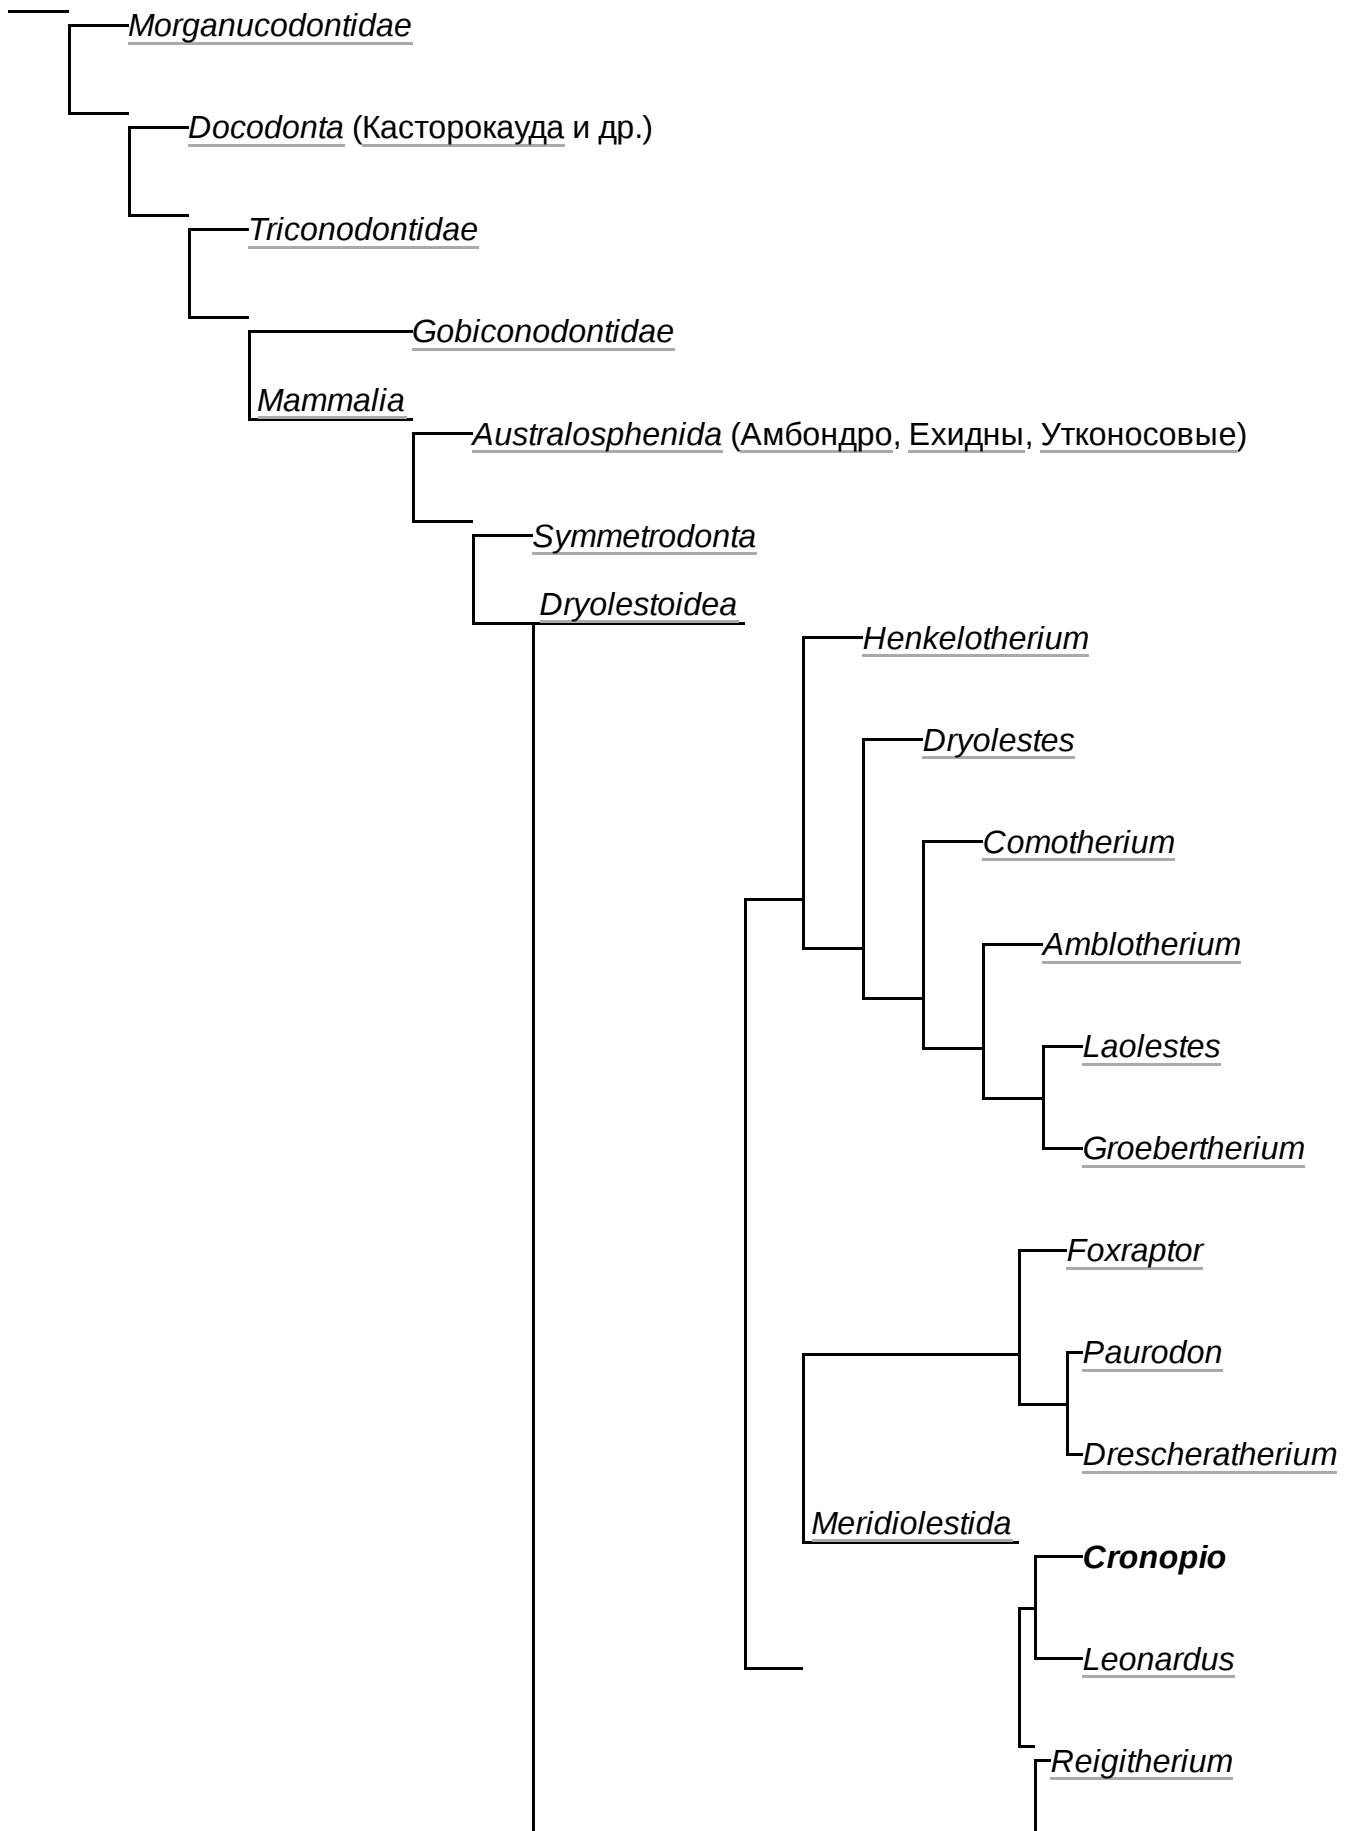 Morganucodontidae
Docodonta (Касторокауда и др.)
Triconodontidae
Gobiconodontidae
Mammalia
Australosphenida (Амбондро, Ехидны, Утконосовые)
Symmetrodonta
Dryolestoidea
Henkelotherium
Dryolestes
Comotherium
Amblotherium
Laolestes
Groebertherium
Foxraptor
Paurodon
Drescheratherium
Meridiolestida
Cronopio
Leonardus
Reigitherium